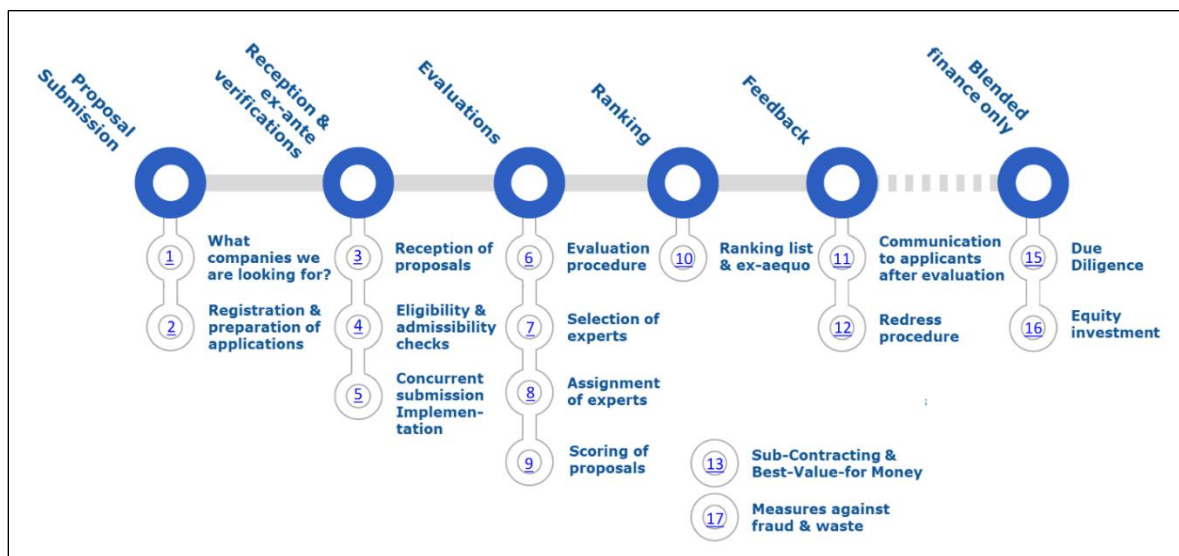 Proposal
Submission
Reception &
ex-ante
verifications
Evaluations
Ranking
Feedback
Blended
finance only
1
What
companies we
are looking for?
2
Registration &
preparation of
applications
3
Reception of
proposals
4
Eligibility &
admissibility
checks
5
Concurrent
submission
Implemen-
tation
6
Evaluation
procedure
7
Selection of
experts
8
Assignment
of experts
9
Scoring of
proposals
10
Ranking list
& ex-aequo
11
Communication
to applicants
after evaluation
12
Redress
procedure
15
Due
Diligence
16
Equity
investment
13
Sub-Contracting &
Best-Value-for Money
17
Measures against
fraud & waste